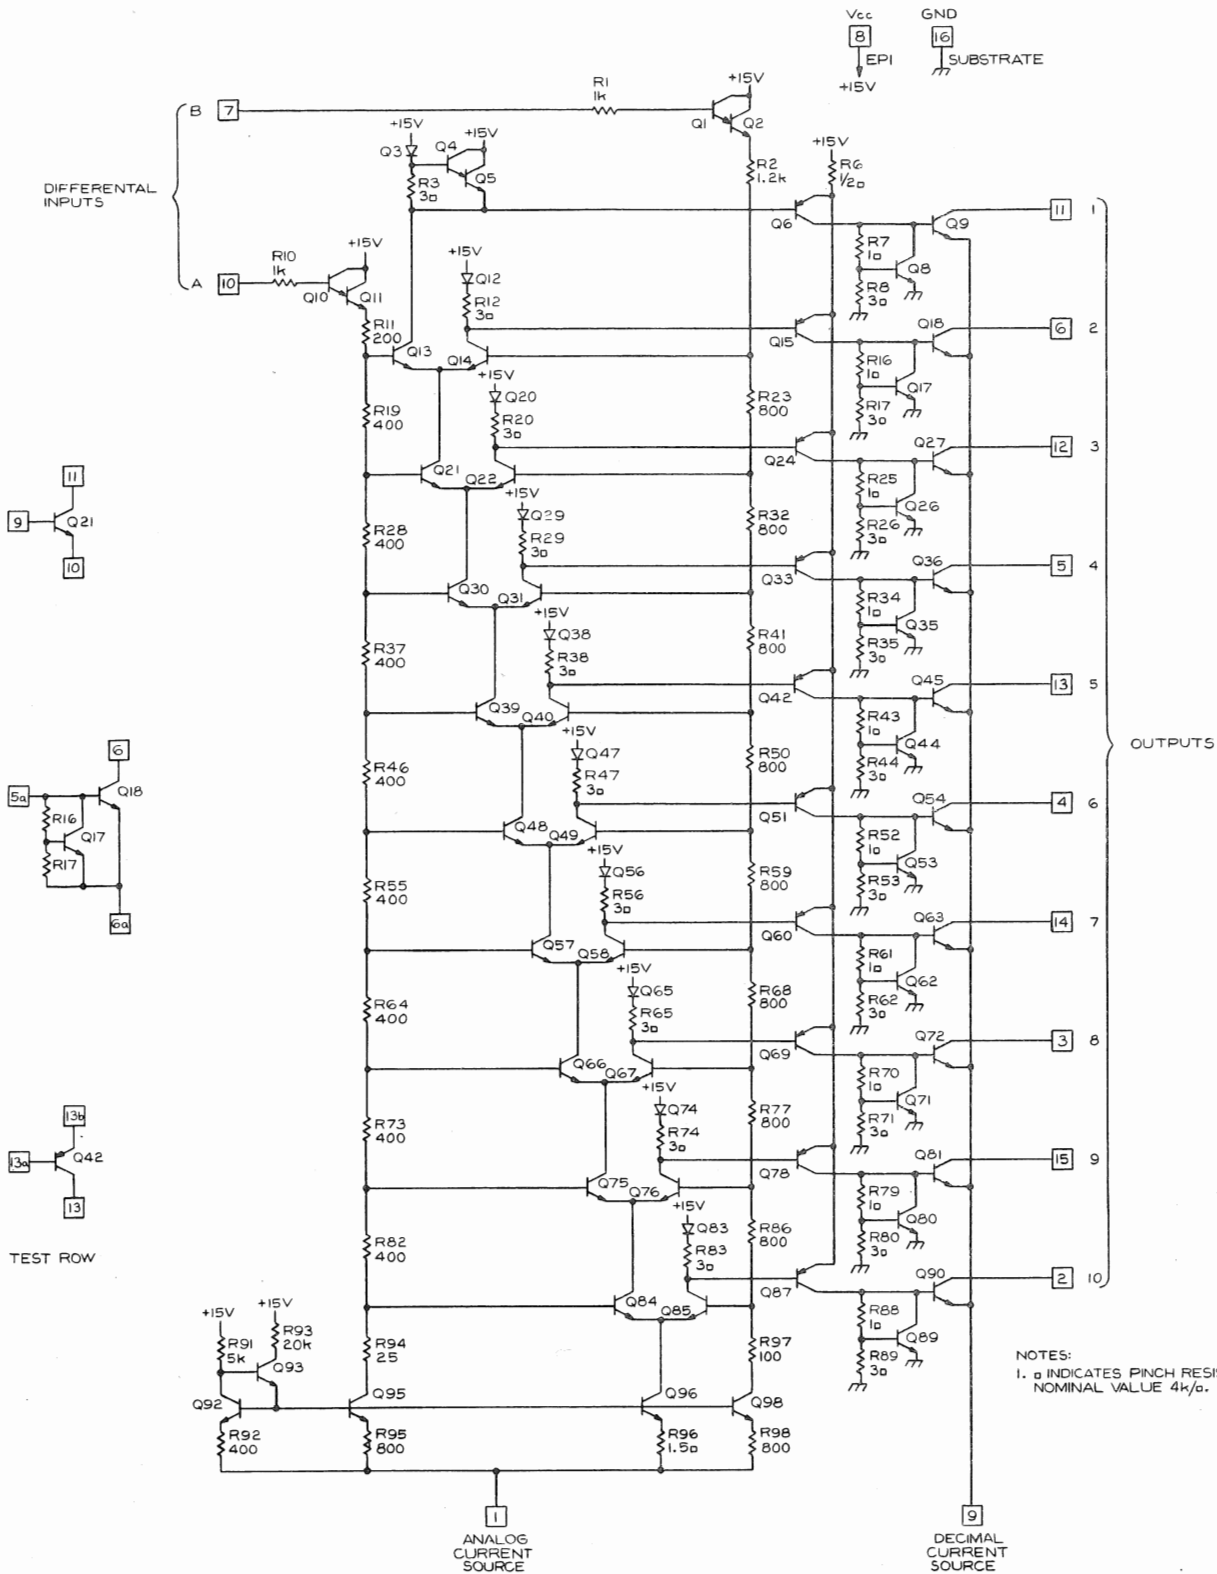 Vcc GND
8 16
EPI SUBSTRATE
+15V
R1
1k
+15V
B 7
Q1 Q2
+15V
Q3 Q4 +15V
Q5
R3
3▫
R2
1.2k
+15V
R6
1/2▫
DIFFERENTAL
INPUTS
Q6 Q9 11 1
R7
1▫
Q8
R8
3▫
+15V
R10
1k
A 10
Q10 Q11
R11
200
+15V
Q12
R12
3▫
Q13 Q14
Q15 Q18 6 2
R16
1▫
Q17
R17
3▫
+15V
Q20
R20
3▫
R19
400
R23
800
Q21 Q22
Q24 Q27 12 3
R25
1▫
Q26
R26
3▫
11
9 Q21
10
+15V
Q29
R29
3▫
R28
400
R32
800
Q30 Q31
Q33 Q36 5 4
R34
1▫
Q35
R35
3▫
+15V
Q38
R38
3▫
R37
400
R41
800
Q39 Q40
Q42 Q45 13 5
R43
1▫
Q44
R44
3▫
OUTPUTS
6
5a Q18
R16 Q17
R17
6a
+15V
Q47
R47
3▫
R46
400
R50
800
Q48 Q49
Q51 Q54 4 6
R52
1▫
Q53
R53
3▫
+15V
Q56
R56
3▫
R55
400
R59
800
Q57 Q58
Q60 Q63 14 7
R61
1▫
Q62
R62
3▫
+15V
Q65
R65
3▫
R64
400
R68
800
Q66 Q67
Q69 Q72 3 8
R70
1▫
Q71
R71
3▫
+15V
Q74
R74
3▫
R73
400
R77
800
Q75 Q76
Q78 Q81 15 9
R79
1▫
Q80
R80
3▫
13b
13a Q42
13
TEST ROW
+15V
Q83
R83
3▫
R82
400
R86
800
Q84 Q85
Q87 Q90 2 10
R88
1▫
Q89
R89
3▫
+15V +15V
R91
5k
R93
20k
Q93
R94
25
R97
100
Q92 Q95 Q96 Q98
R92
400
R95
800
R96
1.5▫
R98
800
NOTES:
1. ▫ INDICATES PINCH RESIS
NOMINAL VALUE 4k/▫.
1
ANALOG
CURRENT
SOURCE
9
DECIMAL
CURRENT
SOURCE